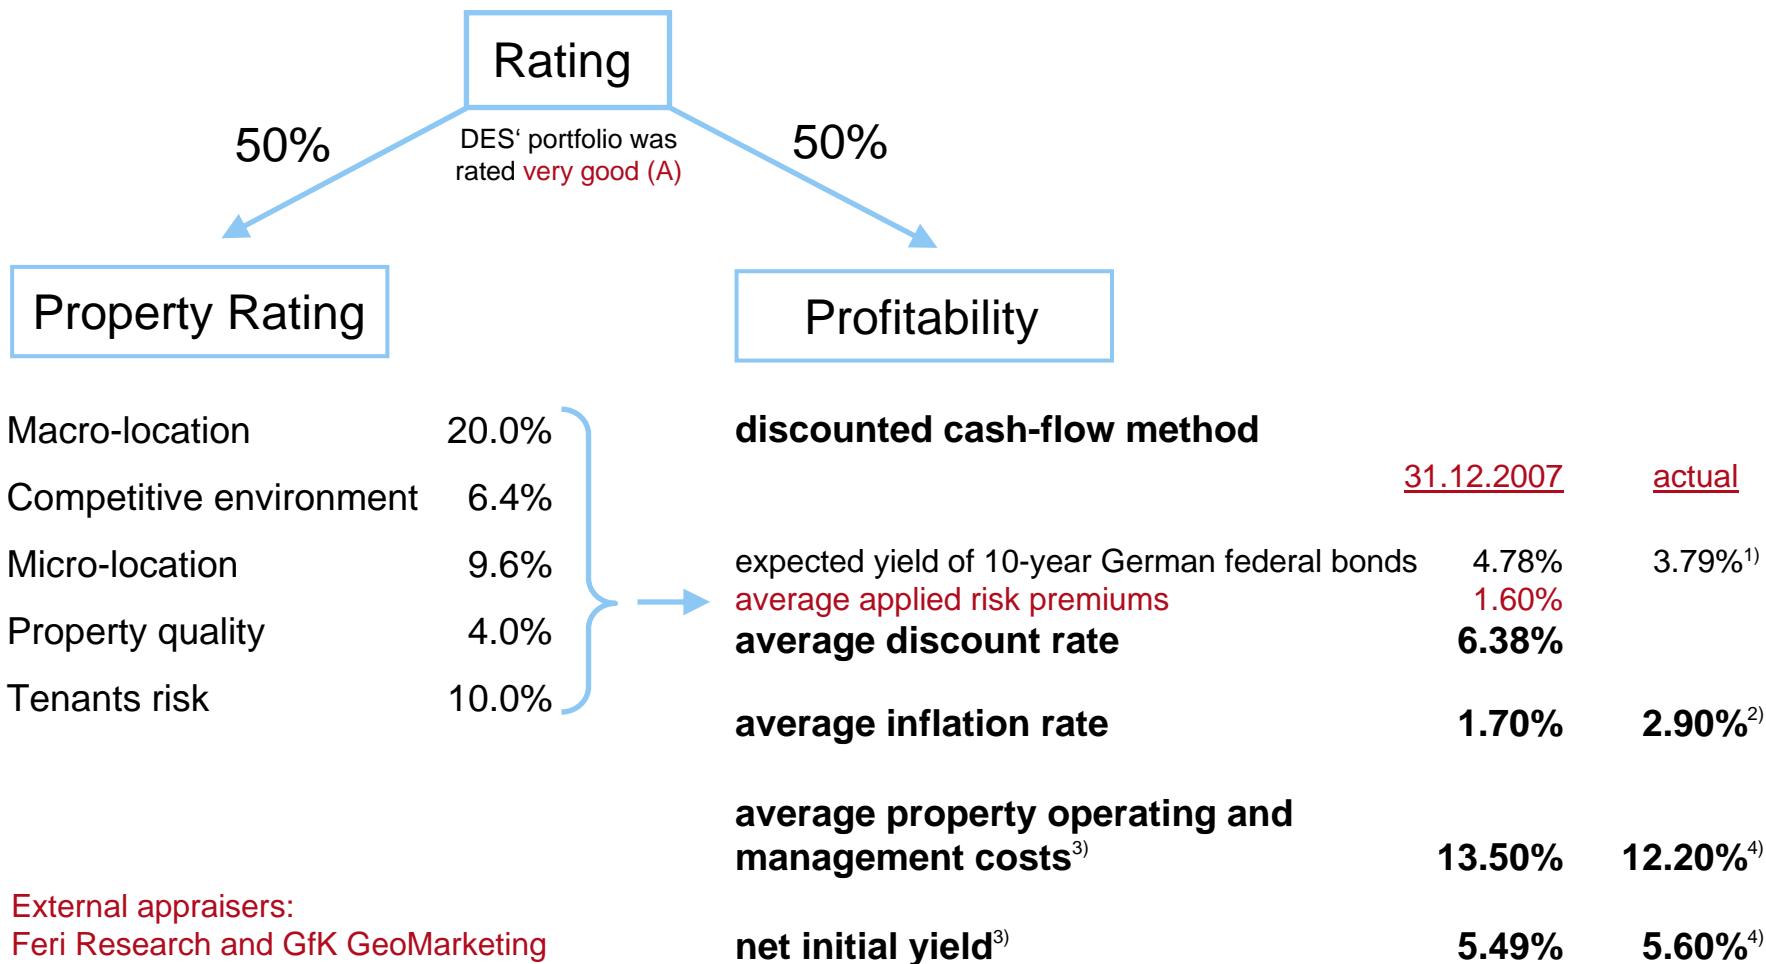 Rating
50%
DES‘ portfolio was
rated very good (A)
50%
Property Rating
Profitability
Macro-location 20.0%
Competitive environment 6.4%
Micro-location 9.6%
Property quality 4.0%
Tenants risk 10.0%
discounted cash-flow method
31.12.2007 actual
expected yield of 10-year German federal bonds 4.78% 3.79%1)
average applied risk premiums 1.60%
average discount rate 6.38%
average inflation rate 1.70% 2.90%2)
average property operating and
management costs3) 13.50% 12.20%4)
net initial yield3) 5.49% 5.60%4)
External appraisers:
Feri Research and GfK GeoMarketing